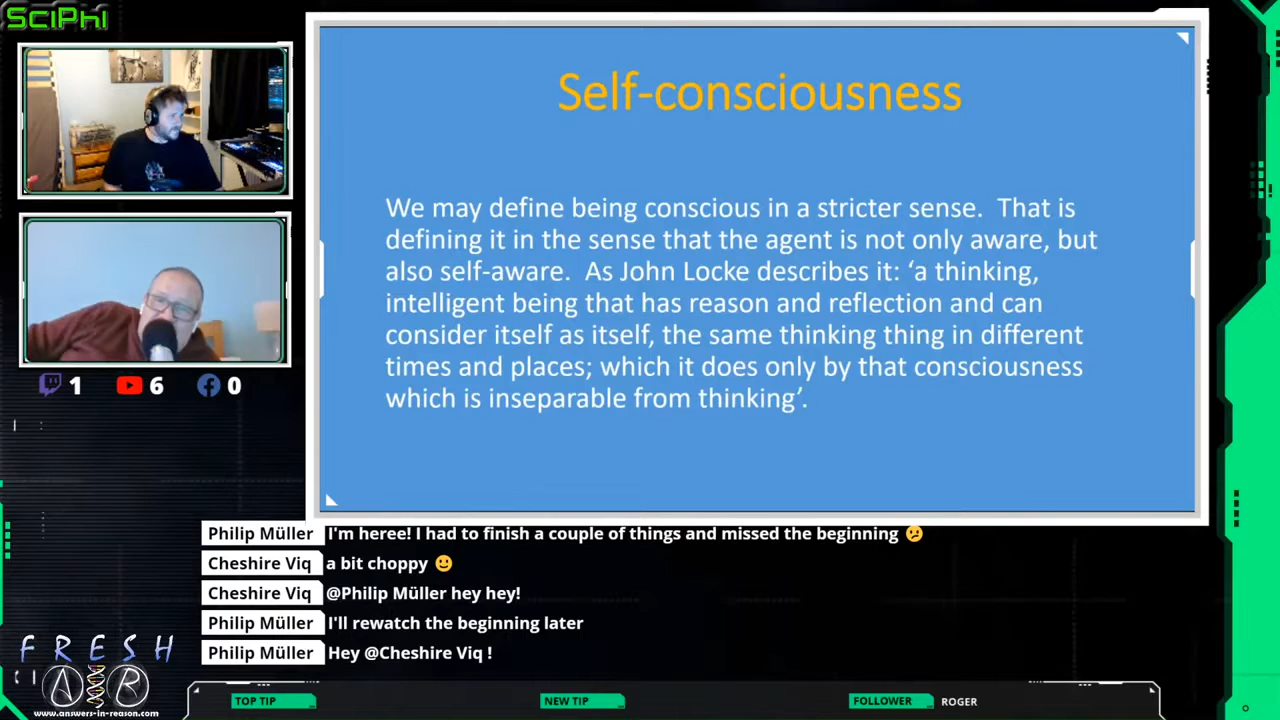 SCIPHI
Self-consciousness
We may define being conscious in a stricter sense.  That is
defining it in the sense that the agent is not only aware, but
also self-aware.  As John Locke describes it: ‘a thinking,
intelligent being that has reason and reflection and can
consider itself as itself, the same thinking thing in different
times and places; which it does only by that consciousness
which is inseparable from thinking’.
1 6 0
Philip Müller I'm heree! I had to finish a couple of things and missed the beginning 😕
Cheshire Viq a bit choppy 🙂
Cheshire Viq @Philip Müller hey hey!
Philip Müller I'll rewatch the beginning later
Philip Müller Hey @Cheshire Viq !
FRESH
AIR
www.answers-in-reason.com
TOP TIP NEW TIP FOLLOWER ROGER